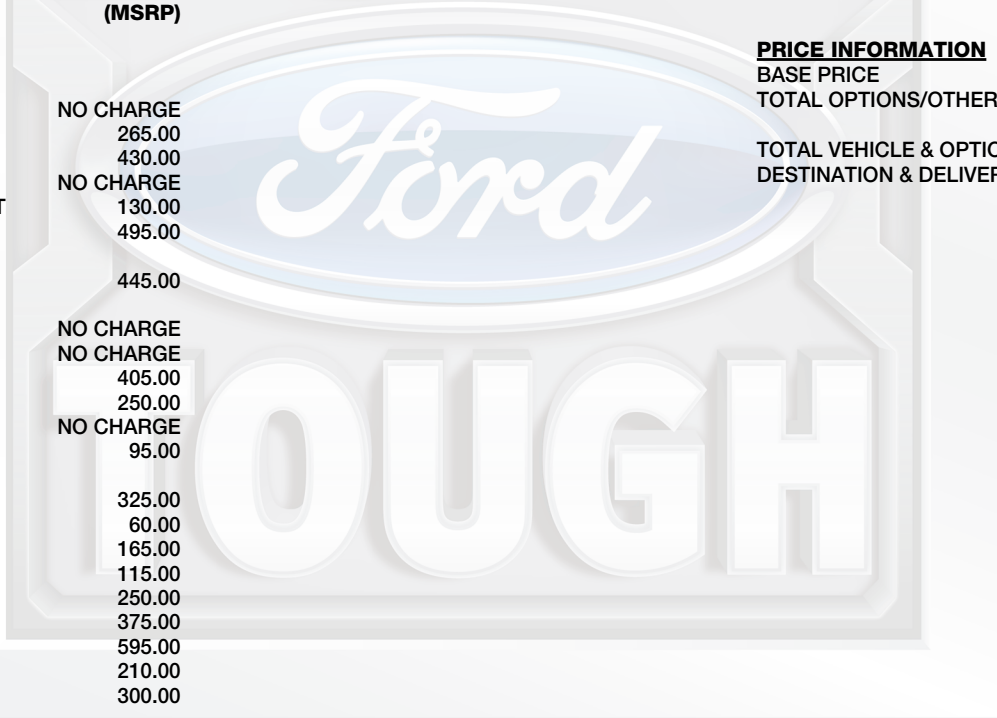 (MSRP)
NO CHARGE
265.00
430.00
NO CHARGE
T 130.00
495.00
445.00
NO CHARGE
NO CHARGE
405.00
250.00
NO CHARGE
95.00
325.00
60.00
165.00
115.00
250.00
375.00
595.00
210.00
300.00
PRICE INFORMATION
BASE PRICE
TOTAL OPTIONS/OTHER
TOTAL VEHICLE & OPTIO
DESTINATION & DELIVER
Ford
TOUGH